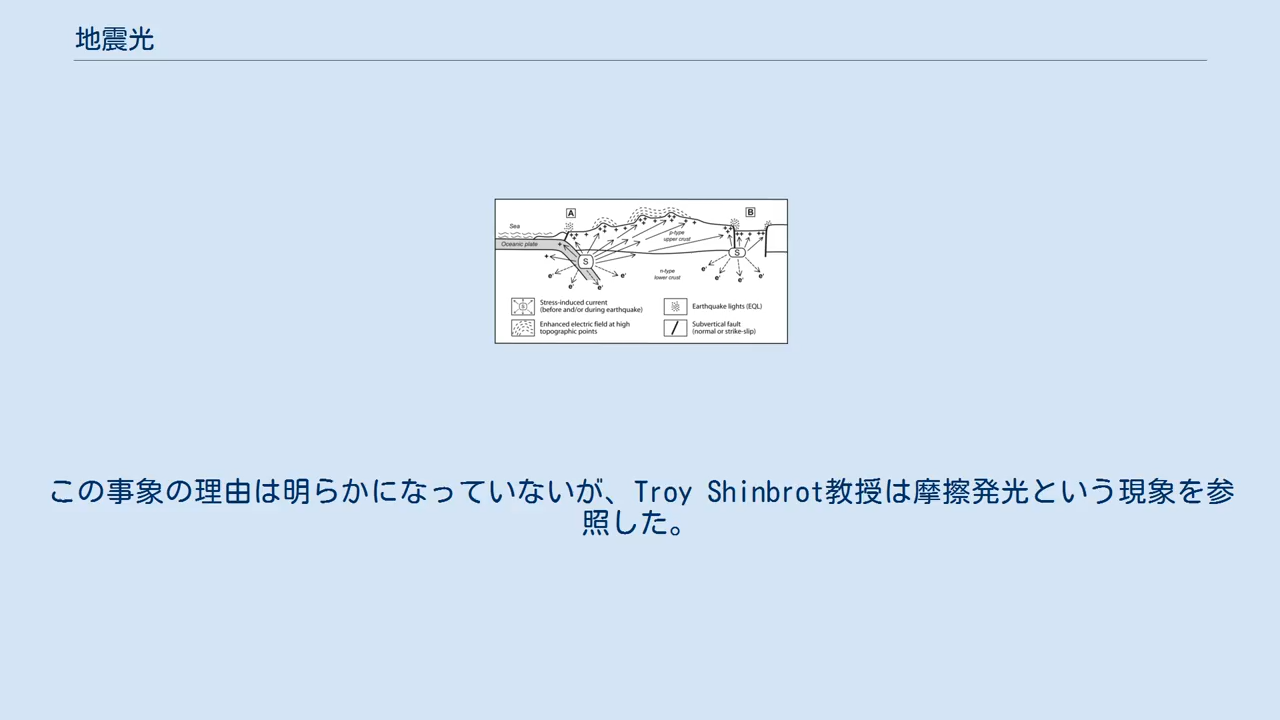 地震光
A
B
Sea
Oceanic plate
p-type
upper crust
n-type
lower crust
S
S
e'
e'
e'
e'
e'
e'
e'
e'
S
Stress-induced current
(before and/or during earthquake)
Earthquake lights (EQL)
Enhanced electric field at high
topographic points
Subvertical fault
(normal or strike-slip)
この事象の理由は明らかになっていないが、Troy Shinbrot教授は摩擦発光という現象を参
照した。